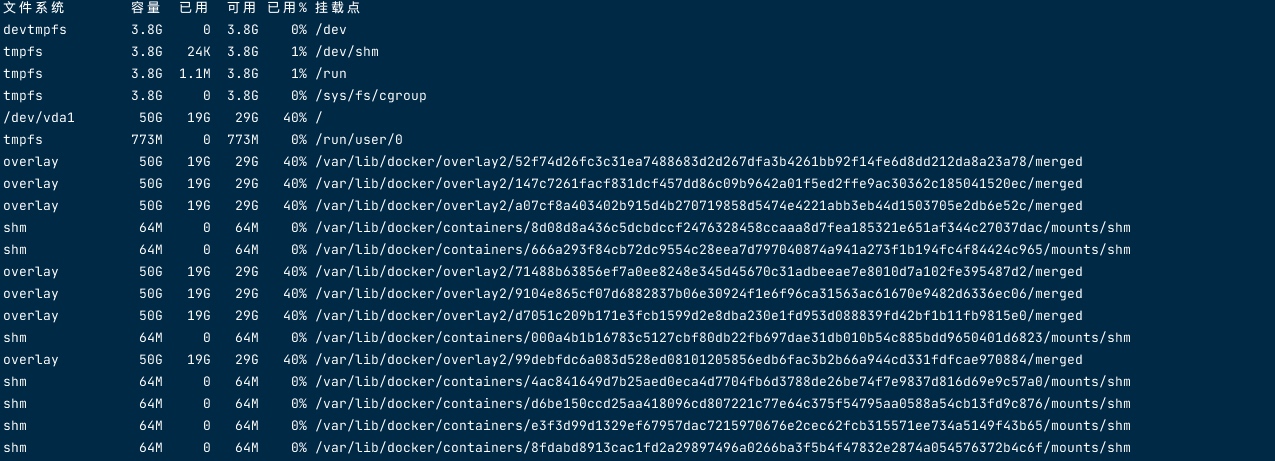 文件系统 容量 已用 可用 已用% 挂载点
devtmpfs 3.8G 0 3.8G 0% /dev
tmpfs 3.8G 24K 3.8G 1% /dev/shm
tmpfs 3.8G 1.1M 3.8G 1% /run
tmpfs 3.8G 0 3.8G 0% /sys/fs/cgroup
/dev/vda1 50G 19G 29G 40% /
tmpfs 773M 0 773M 0% /run/user/0
overlay 50G 19G 29G 40% /var/lib/docker/overlay2/52f74d26fc3c31ea7488683d2d267dfa3b4261bb92f14fe6d8dd212da8a23a78/merged
overlay 50G 19G 29G 40% /var/lib/docker/overlay2/147c7261facf831dcf457dd86c09b9642a01f5ed2ffe9ac30362c185041520ec/merged
overlay 50G 19G 29G 40% /var/lib/docker/overlay2/a07cf8a403402b915d4b270719858d5474e4221abb3eb44d1503705e2db6e52c/merged
shm 64M 0 64M 0% /var/lib/docker/containers/8d08d8a436c5dcbdccf2476328458ccaaa8d7fea185321e651af344c27037dac/mounts/shm
shm 64M 0 64M 0% /var/lib/docker/containers/666a293f84cb72dc9554c28eea7d797040874a941a273f1b194fc4f84424c965/mounts/shm
overlay 50G 19G 29G 40% /var/lib/docker/overlay2/71488b63856ef7a0ee8248e345d45670c31adbeeae7e8010d7a102fe395487d2/merged
overlay 50G 19G 29G 40% /var/lib/docker/overlay2/9104e865cf07d6882837b06e30924f1e6f96ca31563ac61670e9482d6336ec06/merged
overlay 50G 19G 29G 40% /var/lib/docker/overlay2/d7051c209b171e3fcb1599d2e8dba230e1fd953d088839fd42bf1b11fb9815e0/merged
shm 64M 0 64M 0% /var/lib/docker/containers/000a4b1b16783c5127cbf80db22fb697dae31db010b54c885bdd9650401d6823/mounts/shm
overlay 50G 19G 29G 40% /var/lib/docker/overlay2/99debfdc6a083d528ed08101205856edb6fac3b2b66a944cd331fdfcae970884/merged
shm 64M 0 64M 0% /var/lib/docker/containers/4ac841649d7b25aed0eca4d7704fb6d3788de26be74f7e9837d816d69e9c57a0/mounts/shm
shm 64M 0 64M 0% /var/lib/docker/containers/d6be150ccd25aa418096cd807221c77e64c375f54795aa0588a54cb13fd9c876/mounts/shm
shm 64M 0 64M 0% /var/lib/docker/containers/e3f3d99d1329ef67957dac7215970676e2cec62fcb315571ee734a5149f43b65/mounts/shm
shm 64M 0 64M 0% /var/lib/docker/containers/8fdabd8913cac1fd2a29897496a0266ba3f5b4f47832e2874a054576372b4c6f/mounts/shm